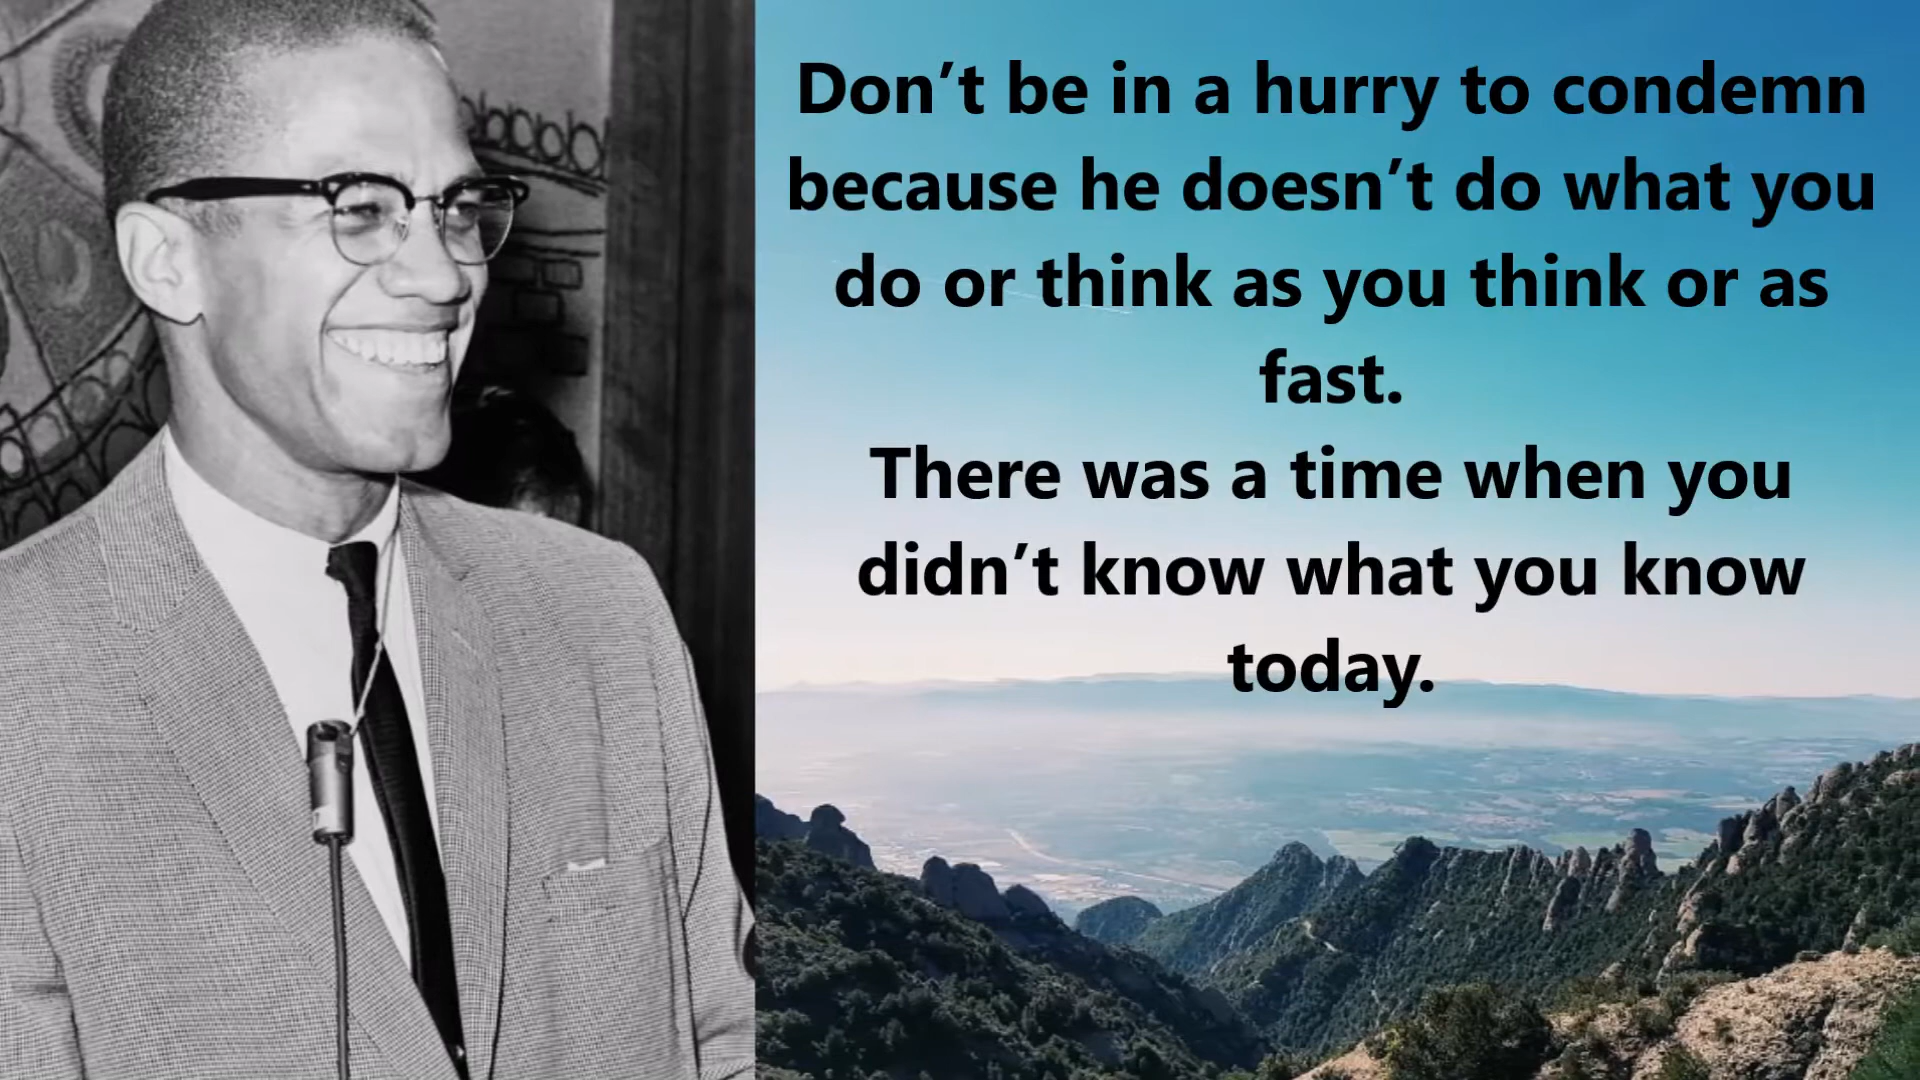 Don’t be in a hurry to condemn
because he doesn’t do what you
do or think as you think or as
fast.
There was a time when you
didn’t know what you know
today.